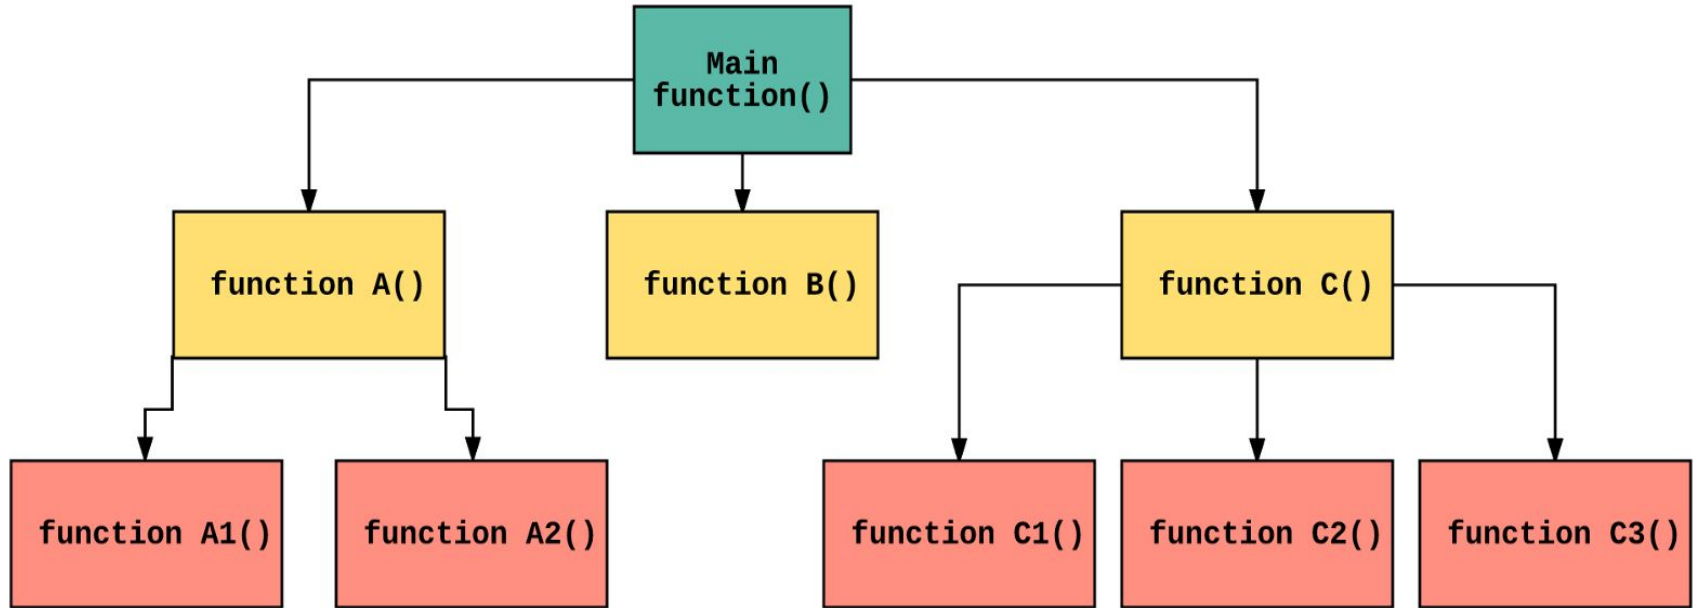 Main
function()
function A()
function B()
function C()
function A1()
function A2()
function C1()
function C2()
function C3()